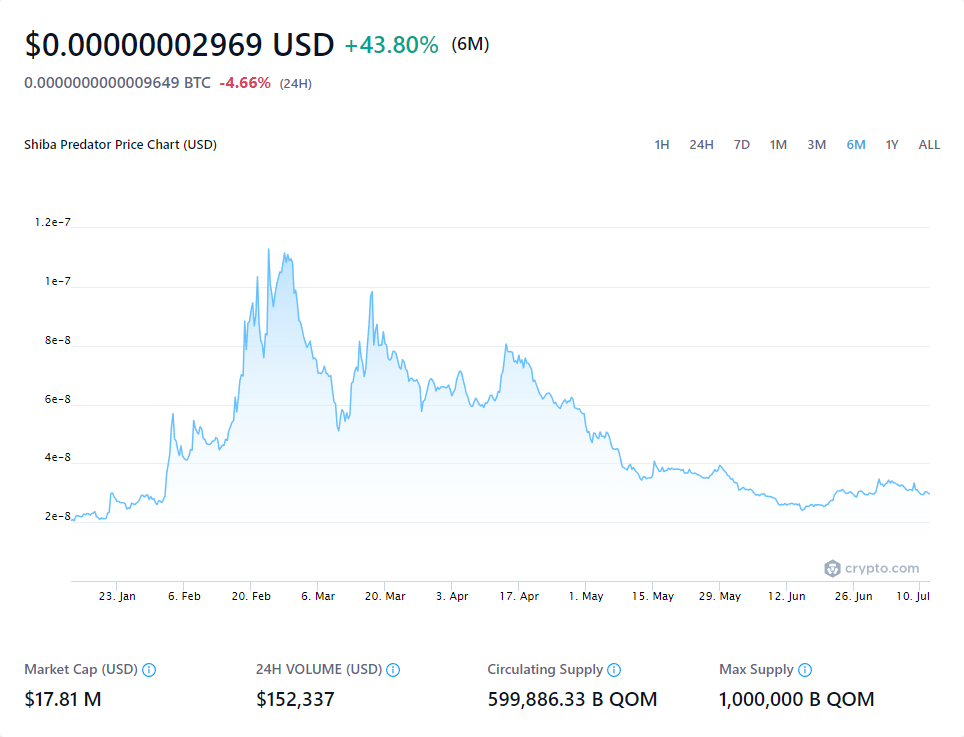 $0.00000002969 USD +43.80% (6M)
0.0000000000009649 BTC -4.66% (24H)
Shiba Predator Price Chart (USD) 1H 24H 7D 1M 3M 6M 1Y ALL
1.2e-7
1e-7
8e-8
6e-8
4e-8
2e-8
crypto.com
23. Jan 6. Feb 20. Feb 6. Mar 20. Mar 3. Apr 17. Apr 1. May 15. May 29. May 12. Jun 26. Jun 10. Jul
Market Cap (USD) 24H VOLUME (USD) Circulating Supply Max Supply
$17.81 M $152,337 599,886.33 B QOM 1,000,000 B QOM